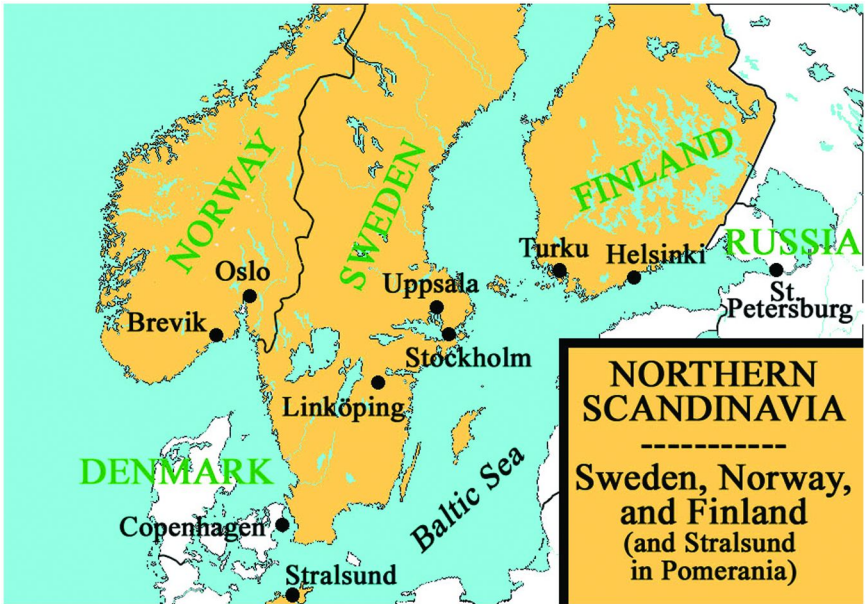 NORWAY
SWEDEN
FINLAND
RUSSIA
Turku
Helsinki
St.
Petersburg
Oslo
Uppsala
Brevik
Stockholm
Linköping
DENMARK
Copenhagen
Baltic Sea
Stralsund
NORTHERN
SCANDINAVIA
-----------
Sweden, Norway,
and Finland
(and Stralsund
in Pomerania)